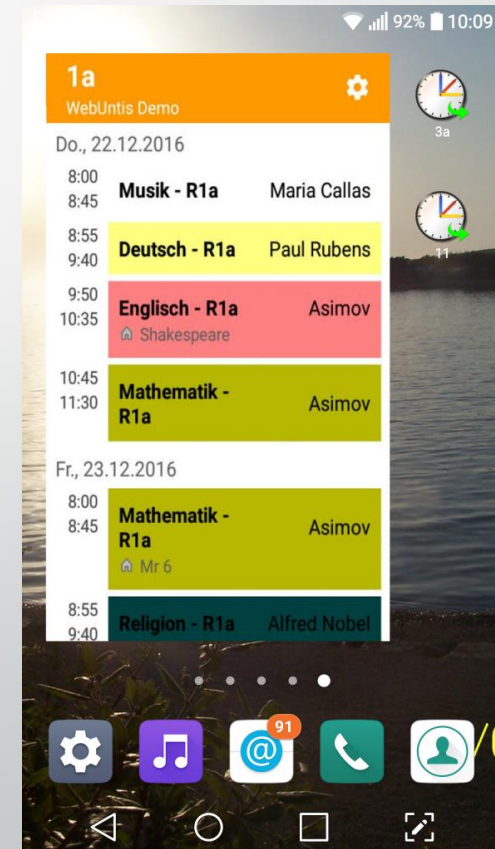 92% 10:09
1a
WebUntis Demo
3a
Do., 22.12.2016
8:00
8:45
Musik - R1a Maria Callas
8:55
9:40
Deutsch - R1a Paul Rubens
11
9:50
10:35
Englisch - R1a Asimov
Shakespeare
10:45
11:30
Mathematik -
R1a
Asimov
Fr., 23.12.2016
8:00
8:45
Mathematik -
R1a
Asimov
Mr 6
8:55
9:40
Religion - R1a Alfred Nobel
91
@